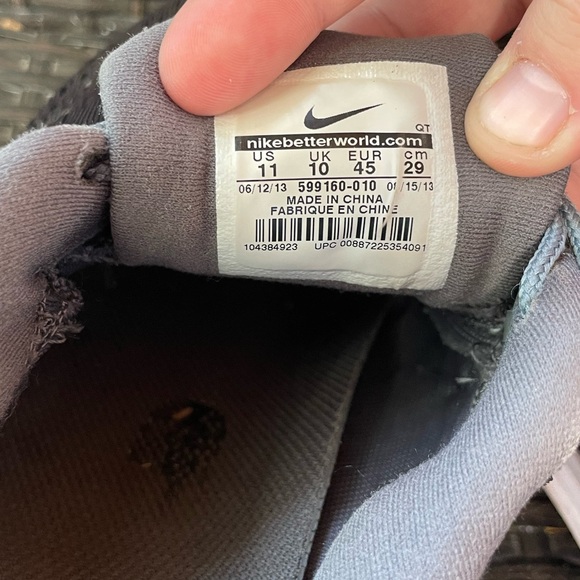 QT
nikebetterworld.com
US UK EUR cm
11 10 45 29
06/12/13 599160-010 0 /15/13
MADE IN CHINA
FABRIQUE EN CHINE
104384923 UPC 00887225354091